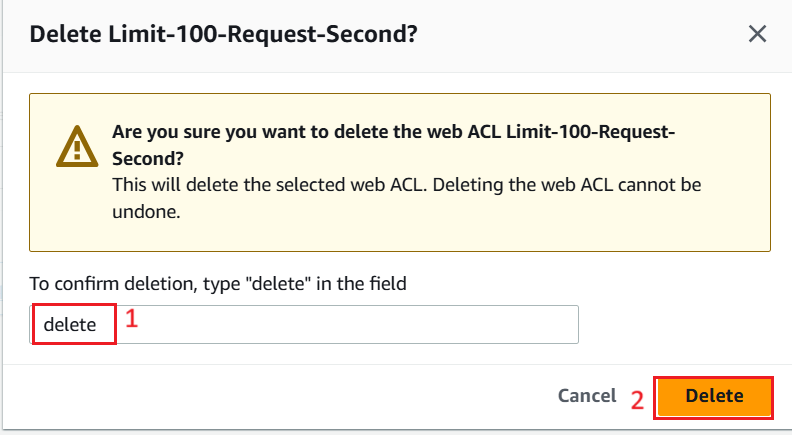 Delete Limit-100-Request-Second?
Are you sure you want to delete the web ACL Limit-100-Request-
Second?
This will delete the selected web ACL. Deleting the web ACL cannot be
undone.
To confirm deletion, type "delete" in the field
delete 1
Cancel 2 Delete